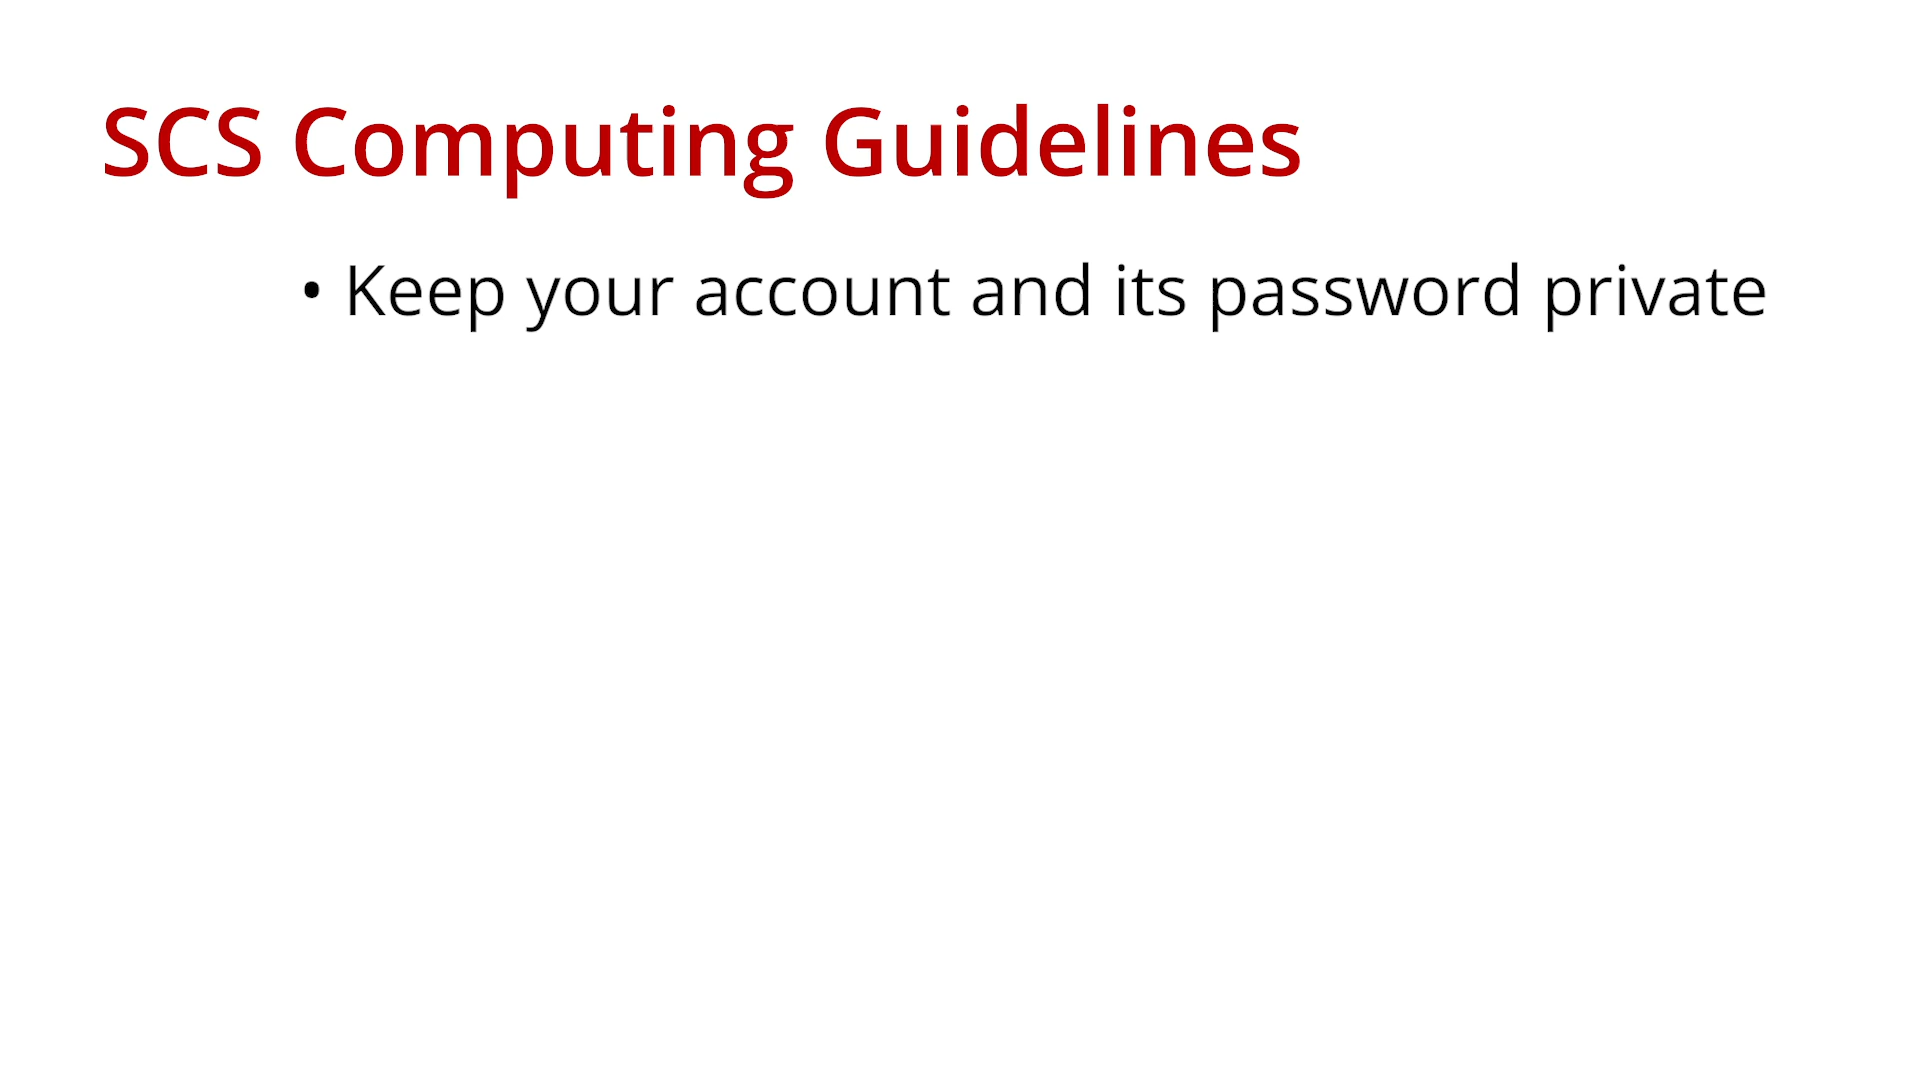 SCS Computing Guidelines
• Keep your account and its password private